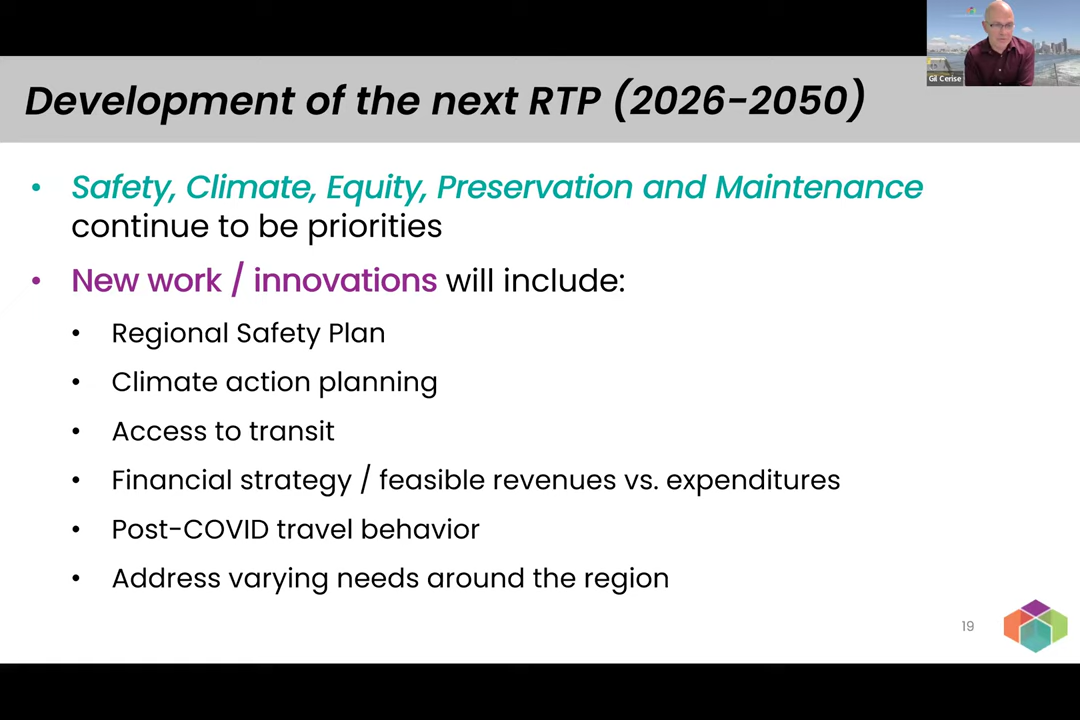 Gil Cerise
Development of the next RTP (2026-2050)
• Safety, Climate, Equity, Preservation and Maintenance
continue to be priorities
• New work / innovations will include:
• Regional Safety Plan
• Climate action planning
• Access to transit
• Financial strategy / feasible revenues vs. expenditures
• Post-COVID travel behavior
• Address varying needs around the region
19